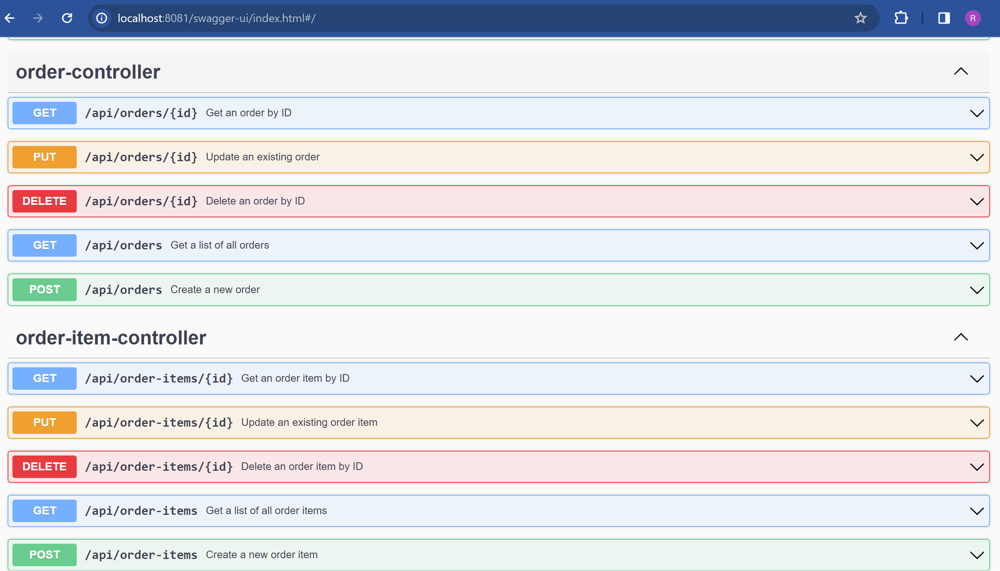 localhost:8081/swagger-ui/index.html#/
R
order-controller
GET /api/orders/{id} Get an order by ID
PUT /api/orders/{id} Update an existing order
DELETE /api/orders/{id} Delete an order by ID
GET /api/orders Get a list of all orders
POST /api/orders Create a new order
order-item-controller
GET /api/order-items/{id} Get an order item by ID
PUT /api/order-items/{id} Update an existing order item
DELETE /api/order-items/{id} Delete an order item by ID
GET /api/order-items Get a list of all order items
POST /api/order-items Create a new order item